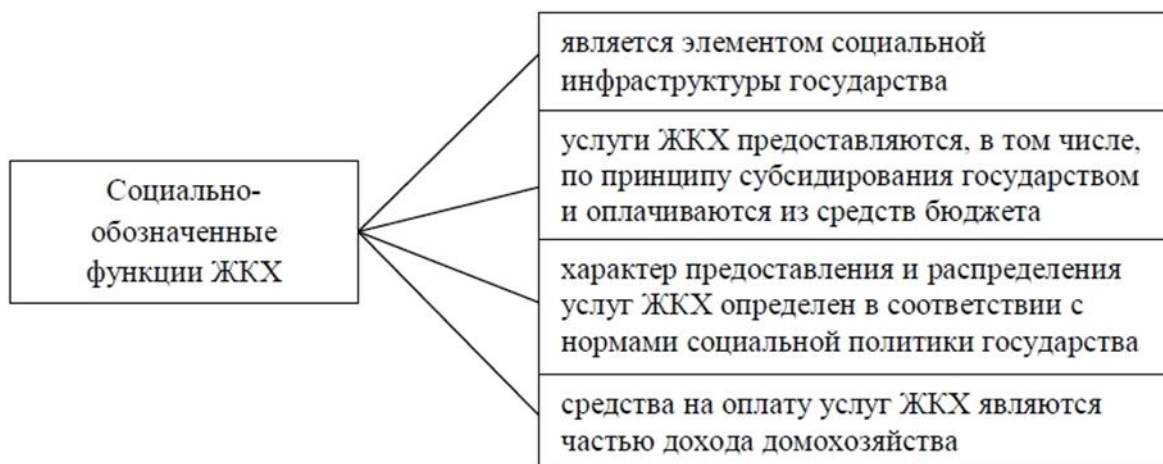 Социально-
обозначенные
функции ЖКХ
является элементом социальной
инфраструктуры государства
услуги ЖКХ предоставляются, в том числе,
по принципу субсидирования государством
и оплачиваются из средств бюджета
характер предоставления и распределения
услуг ЖКХ определен в соответствии с
нормами социальной политики государства
средства на оплату услуг ЖКХ являются
частью дохода домохозяйства